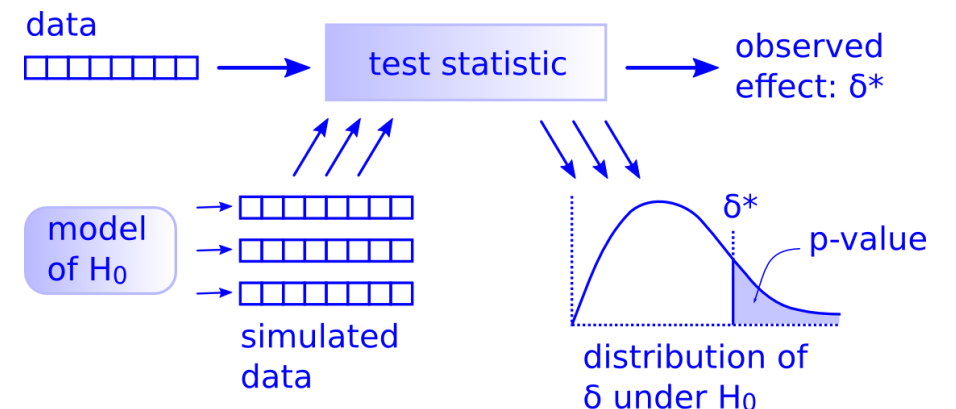 data
test statistic
observed
effect: δ*
model
of H₀
simulated
data
δ*
p-value
distribution of
δ under H₀